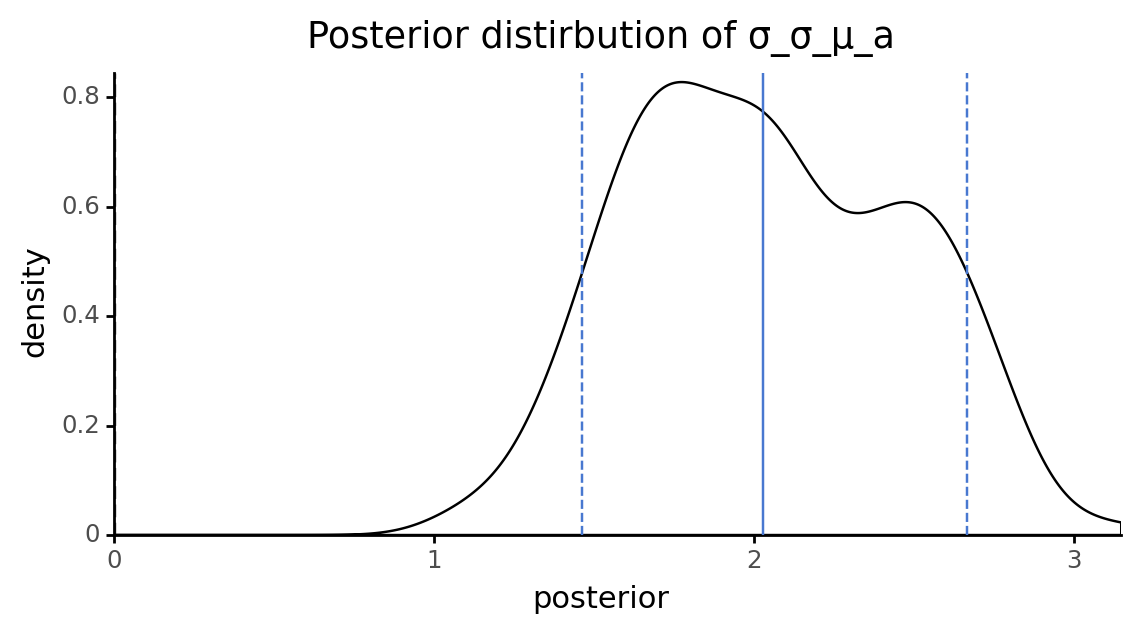 Posterior distirbution of σ_σ_μ_a
density
0.8
0.6
0.4
0.2
0
0 1 2 3
posterior